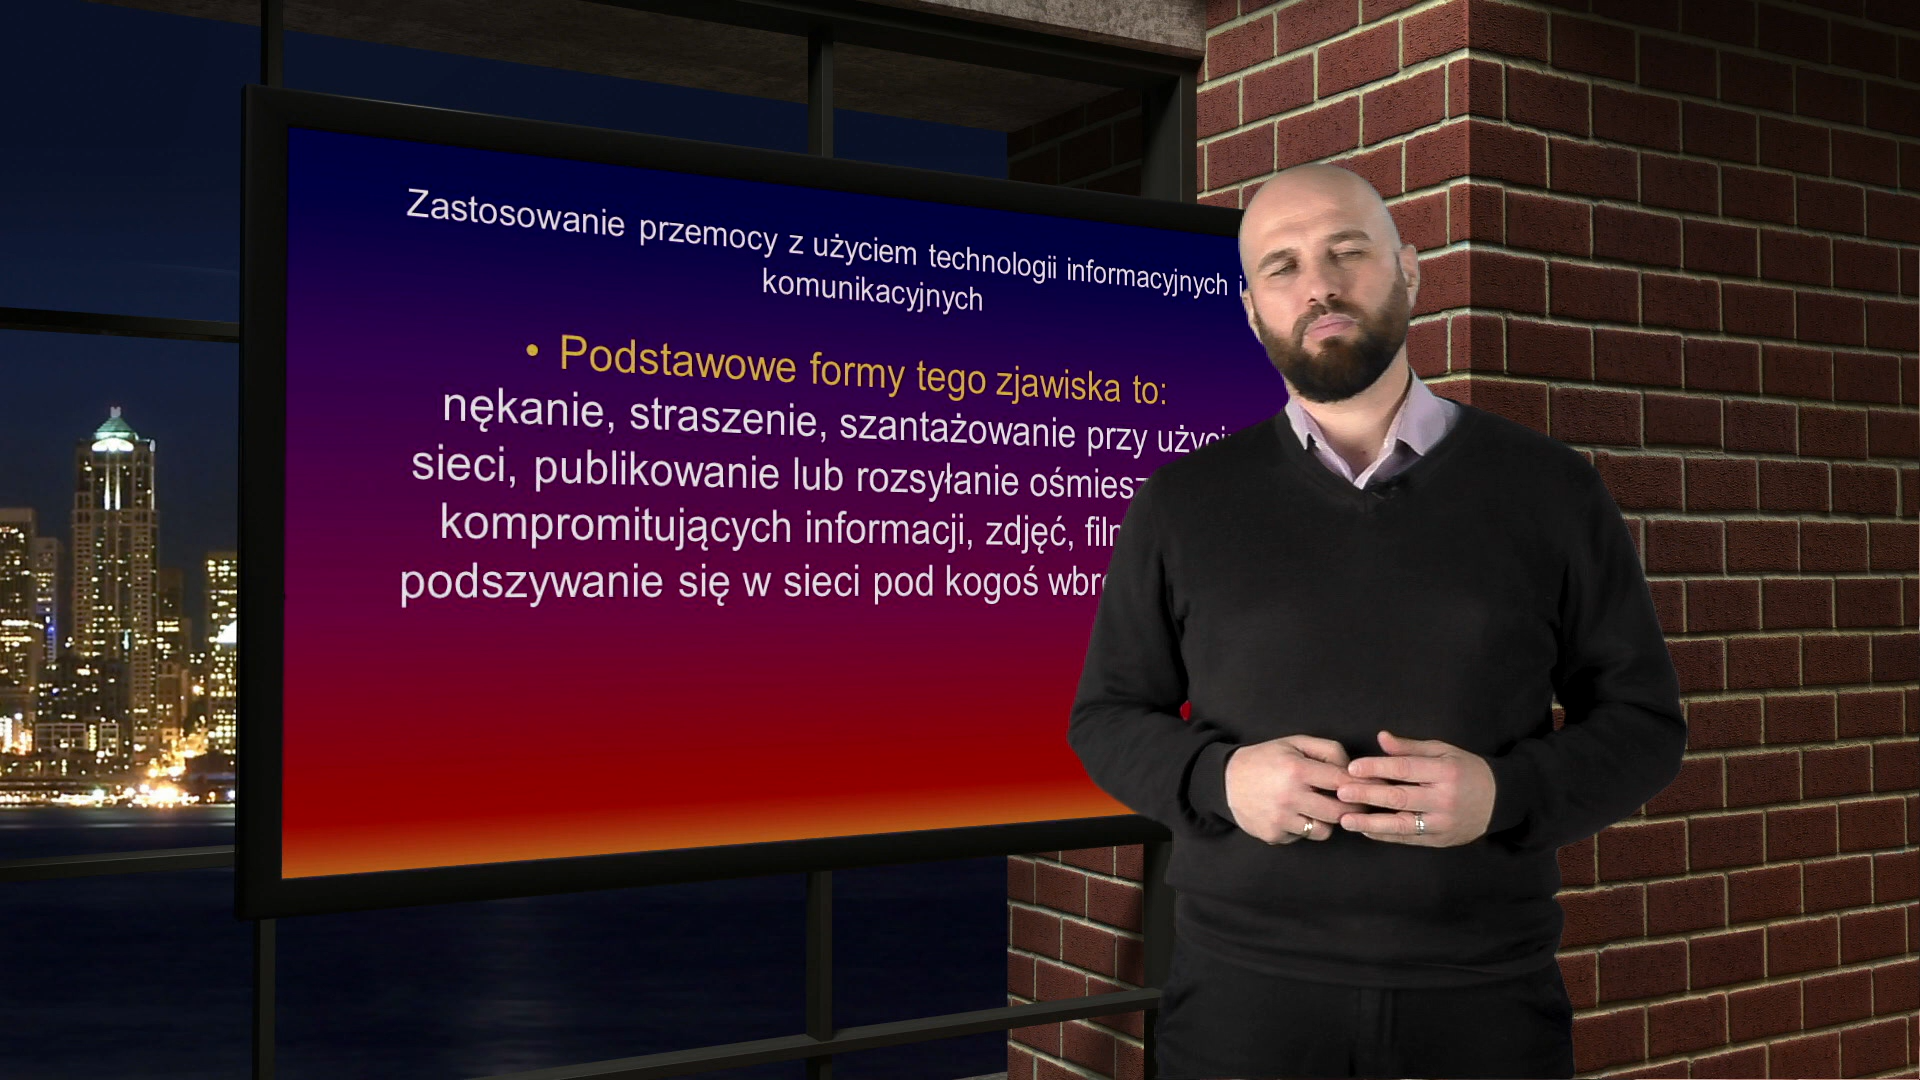 Zastosowanie przemocy z użyciem technologii informacyjnych i
komunikacyjnych
• Podstawowe formy tego zjawiska to:
nękanie, straszenie, szantażowanie przy
sieci, publikowanie lub rozsyłanie
kompromitujących informacji, zdjęć,
podszywanie się w sieci pod kogoś